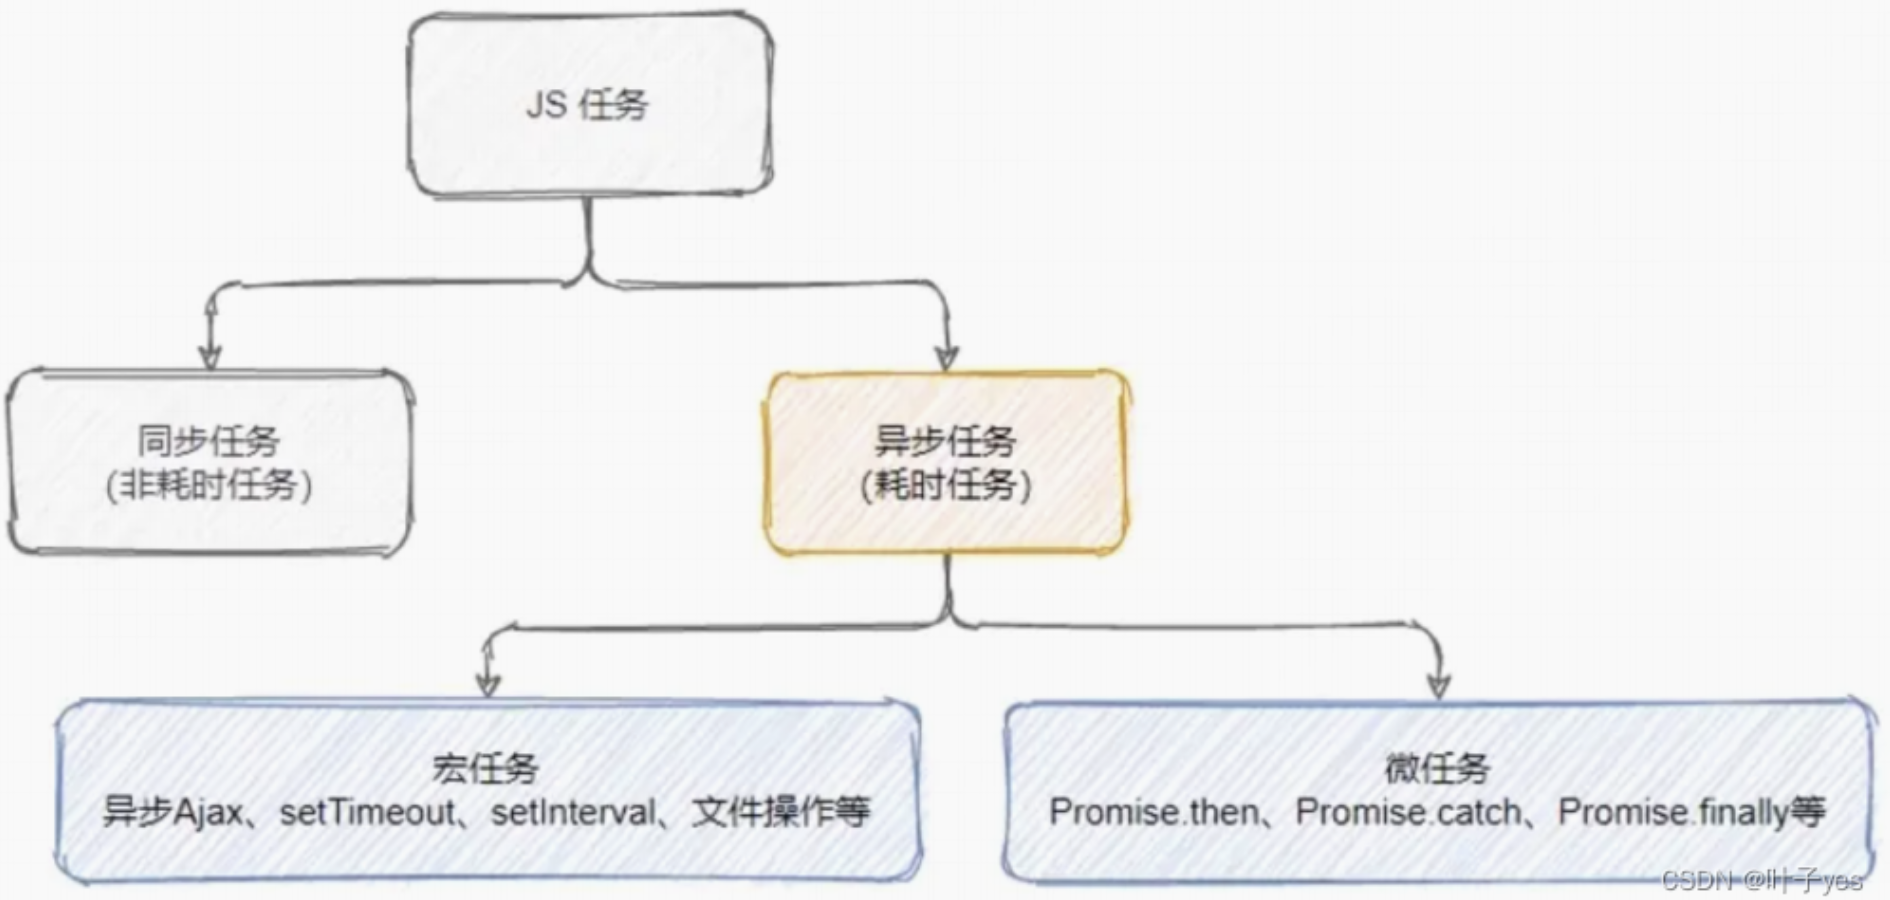 JS 任务
同步任务
(非耗时任务)
异步任务
(耗时任务)
宏任务
异步Ajax、setTimeout、setInterval、文件操作等
微任务
Promise.then、Promise.catch、Promise.finally等
CSDN @叶子yes